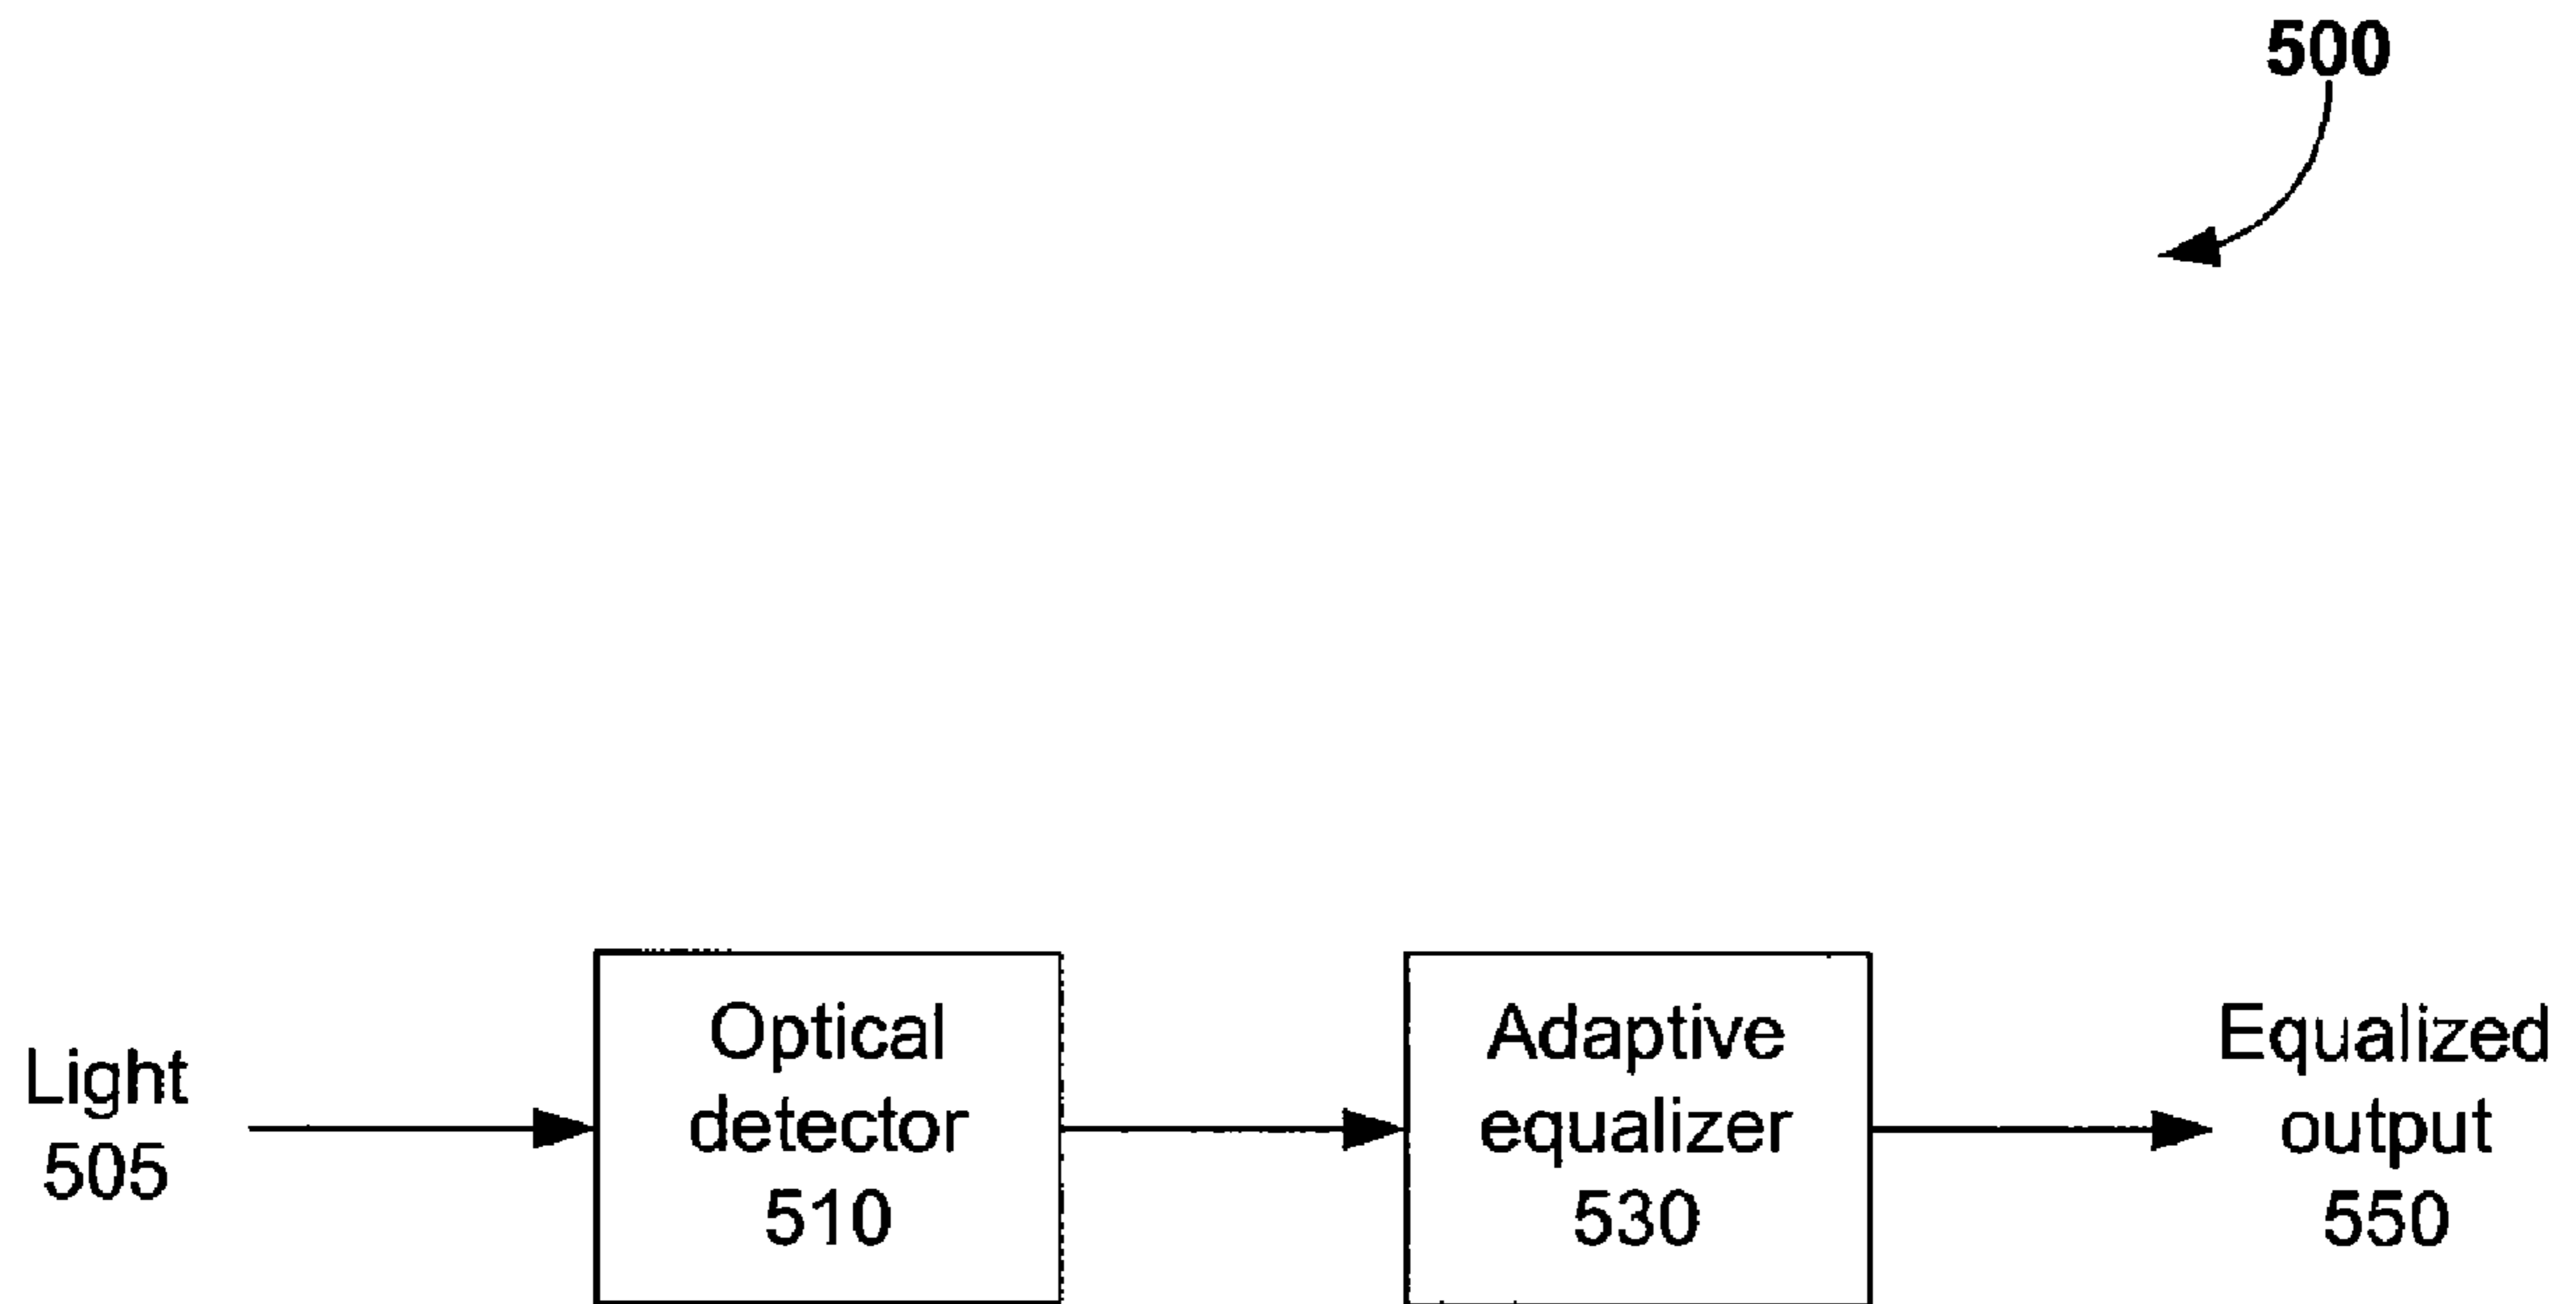 500
Light
505
Optical
detector
510
Adaptive
equalizer
530
Equalized
output
550